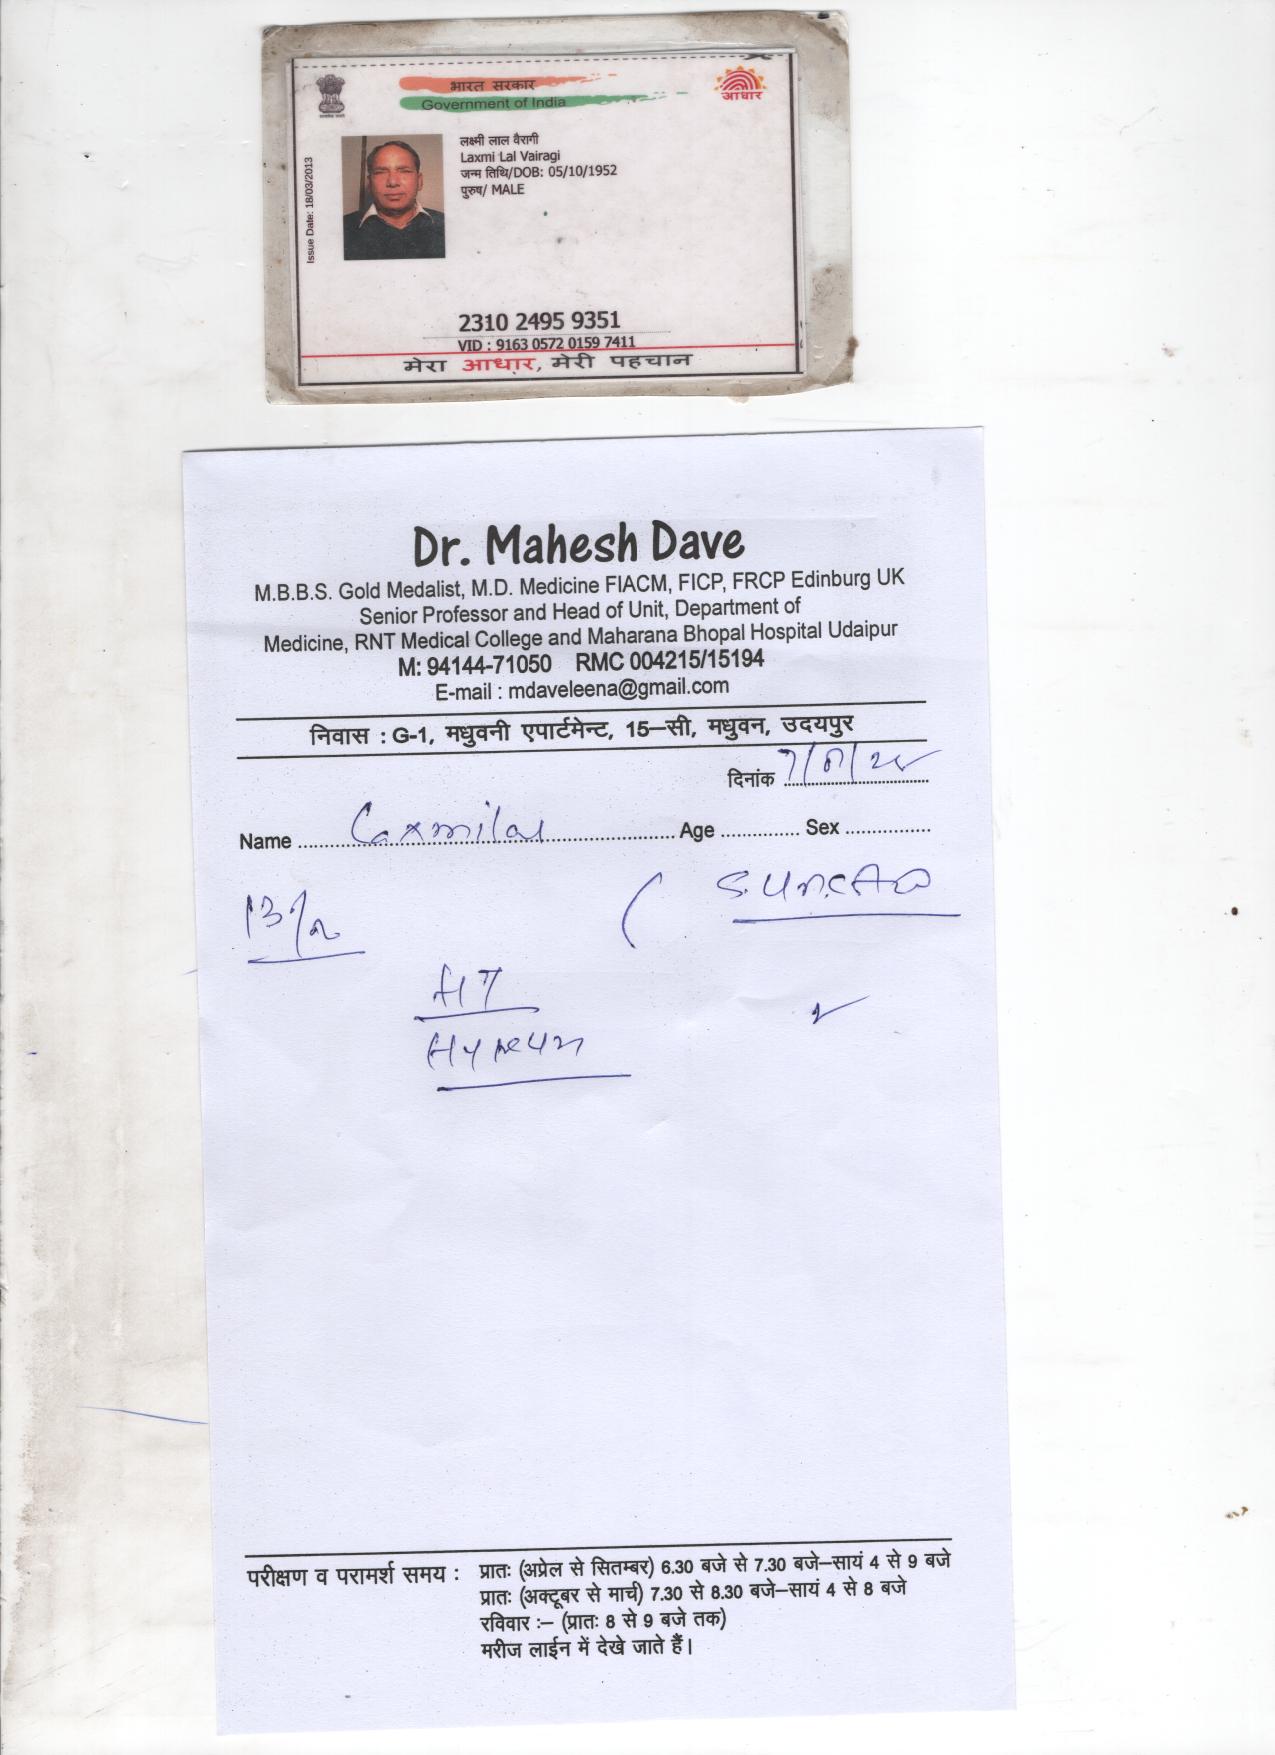 भारत सरकार
Government of India
आधार
Issue Date: 18/03/2013
लक्ष्मी लाल वैरागी
Laxmi Lal Vairagi
जन्म तिथि/DOB: 05/10/1952
पुरुष/ MALE
2310 2495 9351
VID : 9163 0572 0159 7411
मेरा आधार, मेरी पहचान
Dr. Mahesh Dave
M.B.B.S. Gold Medalist, M.D. Medicine FIACM, FICP, FRCP Edinburg UK
Senior Professor and Head of Unit, Department of
Medicine, RNT Medical College and Maharana Bhopal Hospital Udaipur
M: 94144-71050 RMC 004215/15194
E-mail : mdaveleena@gmail.com
निवास : G-1, मधुवनी एपार्टमेन्ट, 15–सी, मधुवन, उदयपुर
दिनांक
Name Laxmilal Age Sex
HT
परीक्षण व परामर्श समय : प्रातः (अप्रेल से सितम्बर) 6.30 बजे से 7.30 बजे–सायं 4 से 9 बजे
प्रातः (अक्टूबर से मार्च) 7.30 से 8.30 बजे–सायं 4 से 8 बजे
रविवार :– (प्रातः 8 से 9 बजे तक)
मरीज लाईन में देखे जाते हैं।